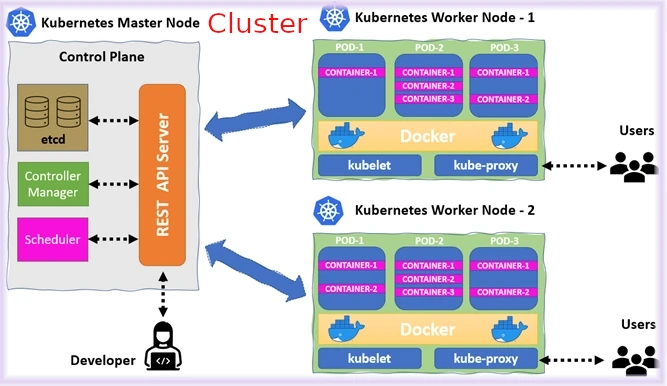 Kubernetes Master Node
Cluster
Control Plane
etcd
Controller
Manager
Scheduler
REST API Server
Developer
Kubernetes Worker Node - 1
POD-1
POD-2
POD-3
CONTAINER-1
CONTAINER-1
CONTAINER-2
CONTAINER-3
CONTAINER-1
CONTAINER-2
Docker
kubelet
kube-proxy
Users
Kubernetes Worker Node - 2
POD-1
POD-2
POD-3
CONTAINER-1
CONTAINER-2
CONTAINER-1
CONTAINER-2
CONTAINER-3
CONTAINER-1
CONTAINER-2
Docker
kubelet
kube-proxy
Users